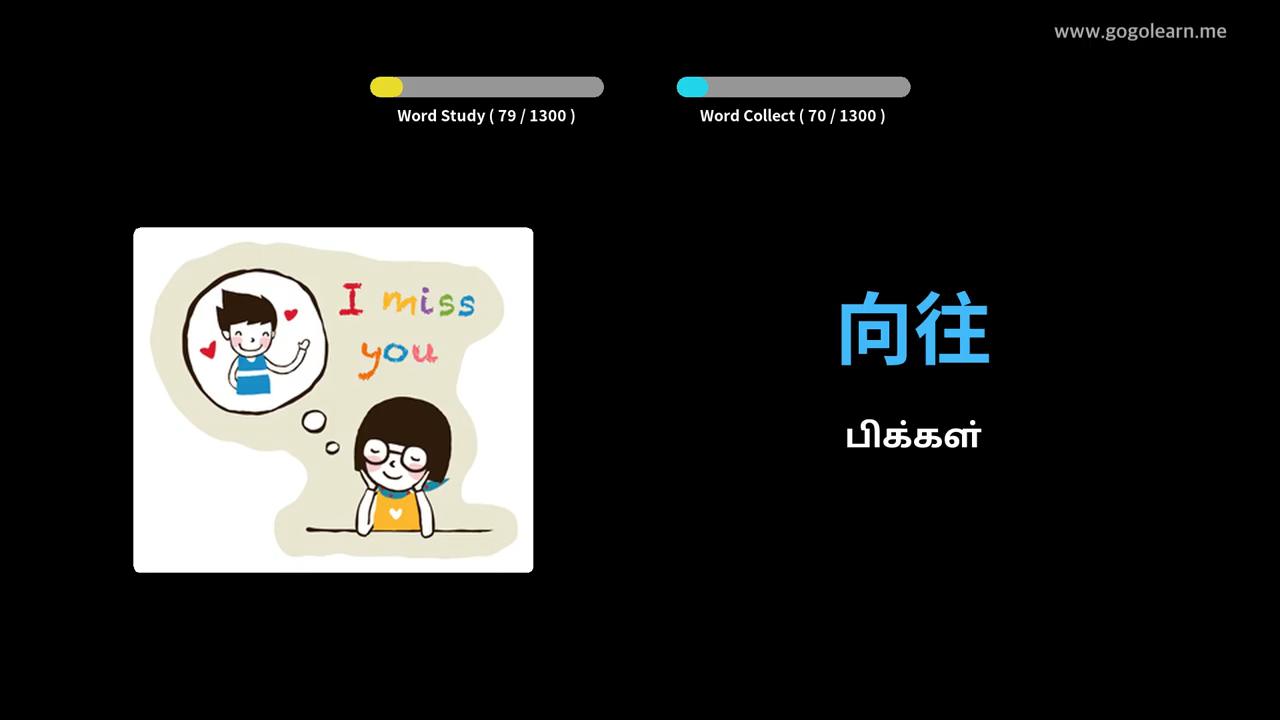 www.gogolearn.me
Word Study ( 79 / 1300 )
Word Collect ( 70 / 1300 )
I miss
you
向往
பிக்கள்